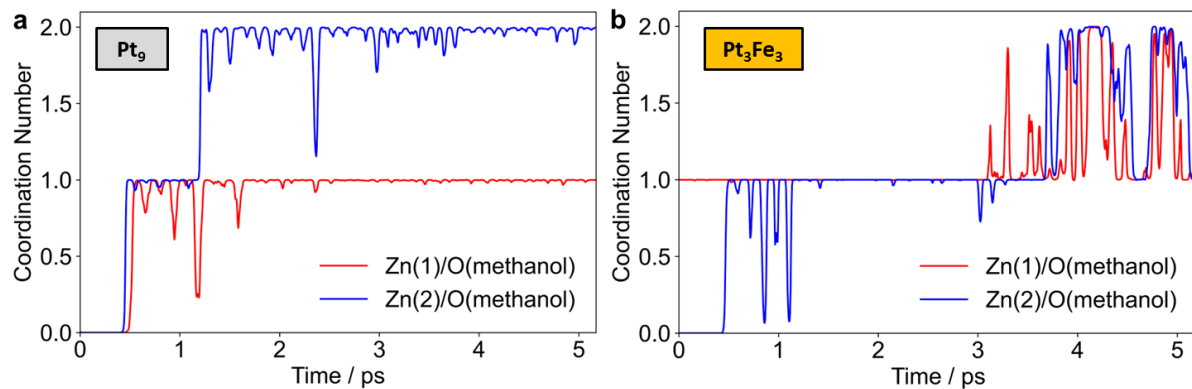 a
Pt₉
Coordination Number
2.0
1.5
1.0
0.5
0.0
Zn(1)/O(methanol)
Zn(2)/O(methanol)
0 1 2 3 4 5
Time / ps
b
Pt₃Fe₃
Coordination Number
2.0
1.5
1.0
0.5
0.0
Zn(1)/O(methanol)
Zn(2)/O(methanol)
0 1 2 3 4 5
Time / ps